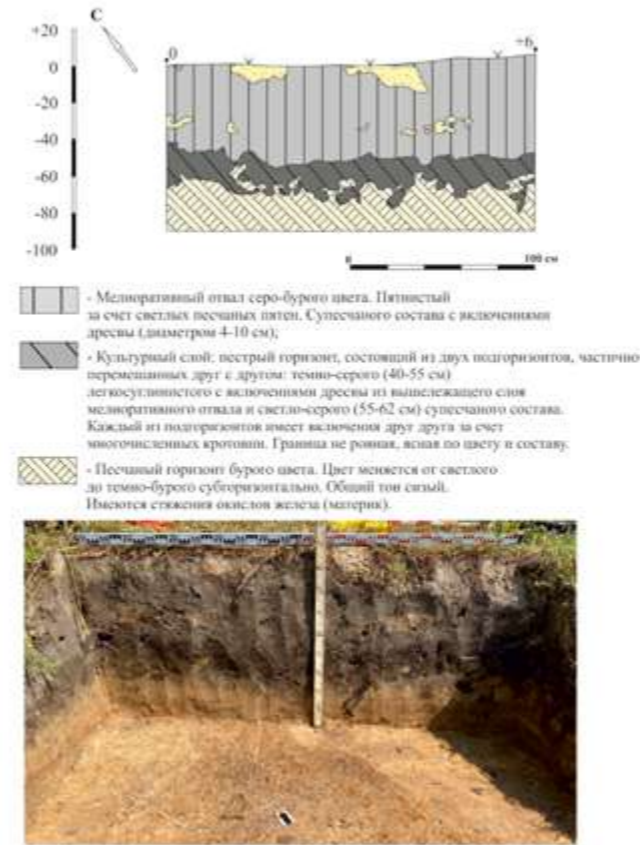 С
+20
0
-20
-40
-60
-80
-100
0
+6
0
100 см
- Мелиоративный отвал серо-бурого цвета. Пятнистый
за счет светлых песчаных пятен. Супесчаного состава с включениями
дресвы (диаметром 4-10 см);
- Культурный слой: пестрый горизонт, состоящий из двух подгоризонтов, частично
перемешанных друг с другом: темно-серого (40-55 см)
легкосуглинистого с включениями дресвы из вышележащего слоя
мелиоративного отвала и светло-серого (55-62 см) супесчаного состава.
Каждый из подгоризонтов имеет включения друг друга за счет
многочисленных кротовин. Граница не ровная, ясная по цвету и составу.
- Песчаный горизонт бурого цвета. Цвет меняется от светлого
до темно-бурого субгоризонтально. Общий тон сизый.
Имеются стяжения окислов железа (материк).